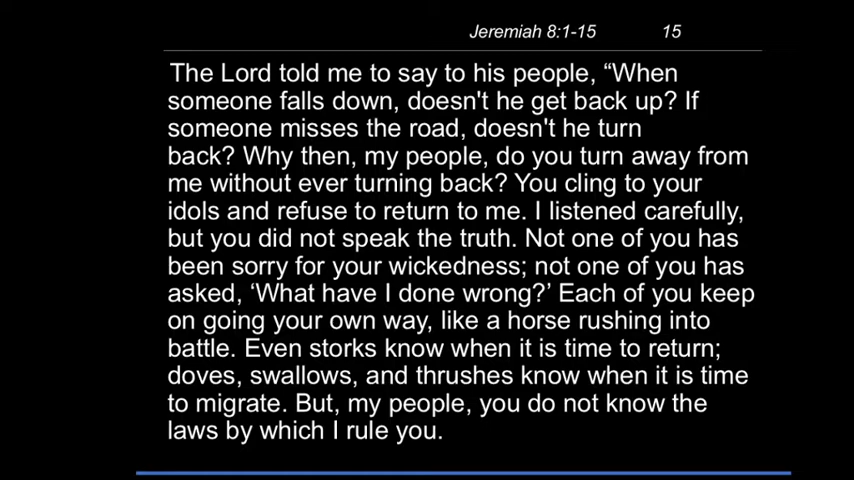 Jeremiah 8:1-15 15
The Lord told me to say to his people, “When
someone falls down, doesn't he get back up? If
someone misses the road, doesn't he turn
back? Why then, my people, do you turn away from
me without ever turning back? You cling to your
idols and refuse to return to me. I listened carefully,
but you did not speak the truth. Not one of you has
been sorry for your wickedness; not one of you has
asked, ‘What have I done wrong?’ Each of you keep
on going your own way, like a horse rushing into
battle. Even storks know when it is time to return;
doves, swallows, and thrushes know when it is time
to migrate. But, my people, you do not know the
laws by which I rule you.